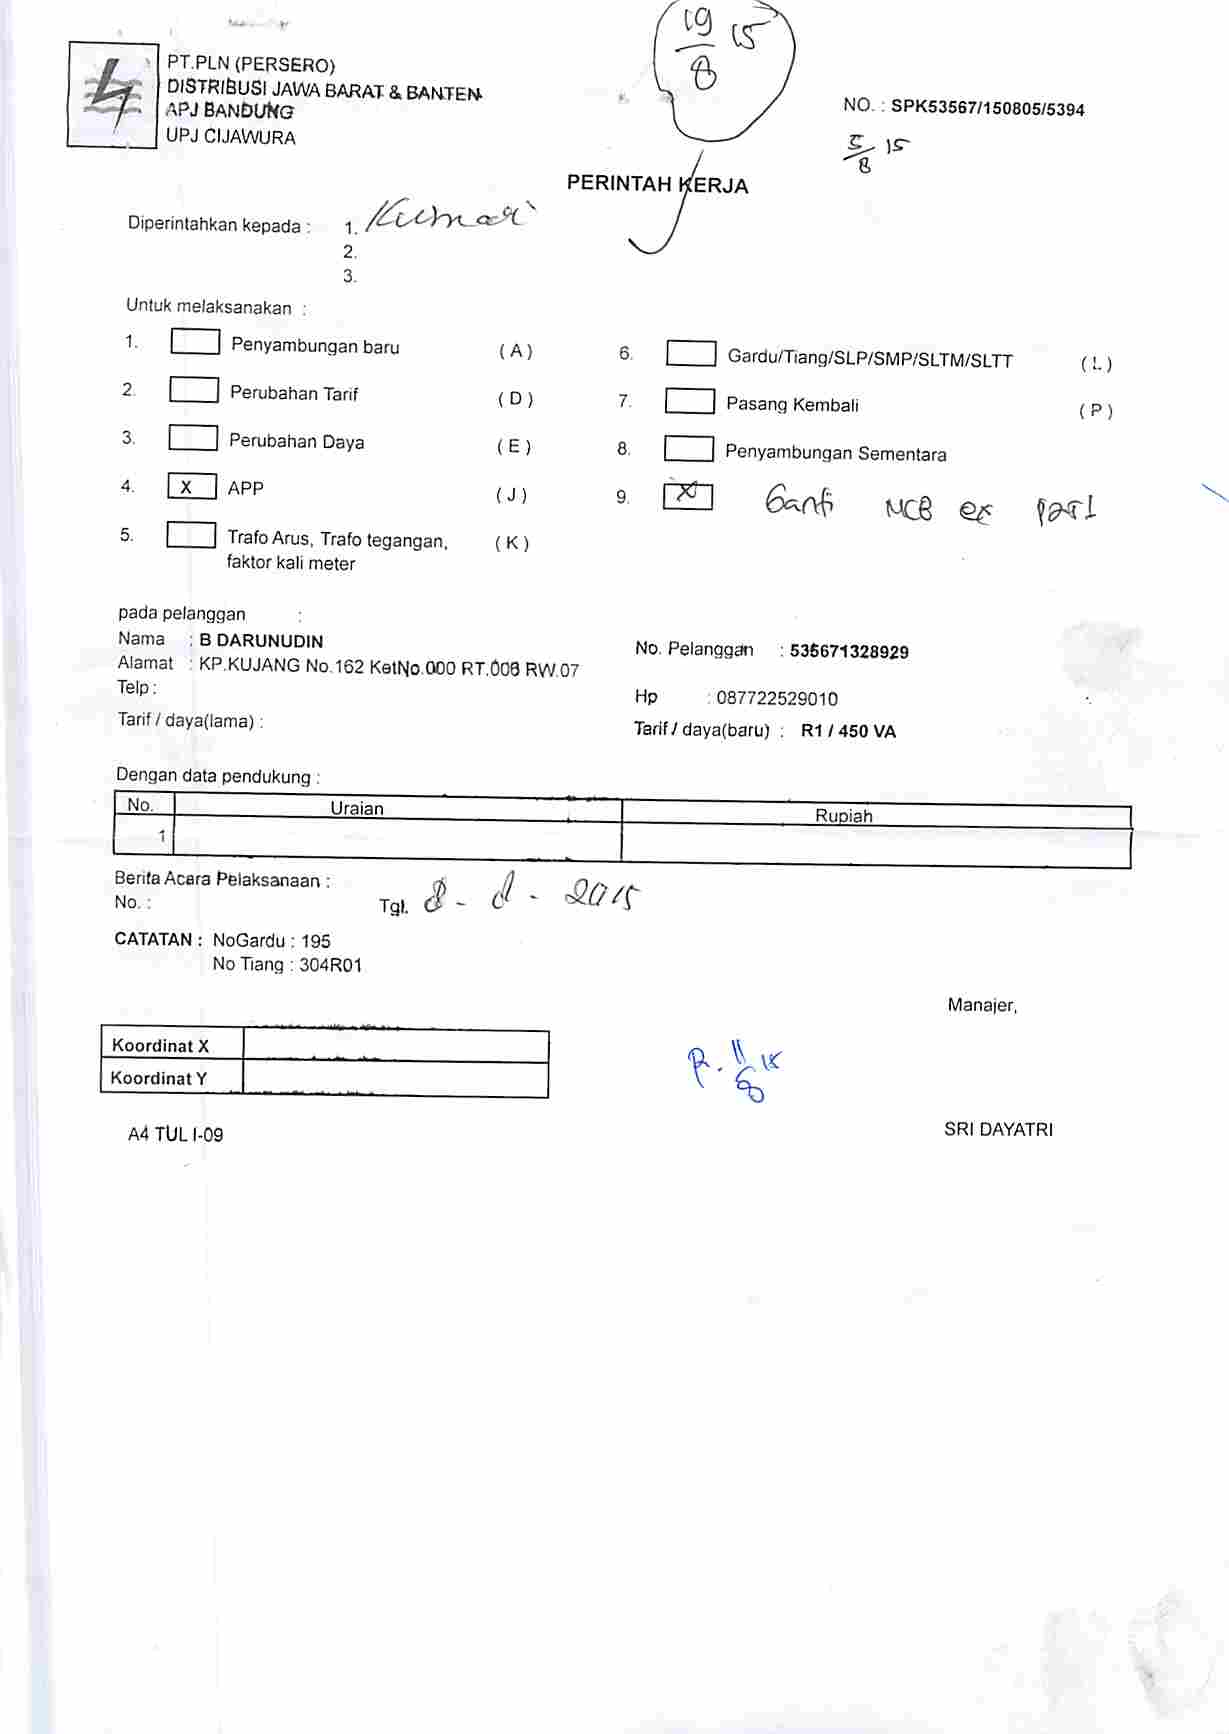 19/8 15
PT.PLN (PERSERO)
DISTRIBUSI JAWA BARAT & BANTEN
APJ BANDUNG
UPJ CIJAWURA
NO. : SPK53567/150805/5394
5/8 15
PERINTAH KERJA
Diperintahkan kepada : 1.
2.
3.
Untuk melaksanakan :
1. Penyambungan baru ( A )
2. Perubahan Tarif ( D )
3. Perubahan Daya ( E )
4. X APP ( J )
5. Trafo Arus, Trafo tegangan, ( K )
faktor kali meter
6. Gardu/Tiang/SLP/SMP/SLTM/SLTT ( L )
7. Pasang Kembali ( P )
8. Penyambungan Sementara
9. X Ganti MCB ex
pada pelanggan :
Nama : B DARUNUDIN
Alamat : KP.KUJANG No.162 KetNo.000 RT.006 RW.07
Telp :
Tarif / daya(lama) :
No. Pelanggan : 535671328929
Hp : 087722529010
Tarif / daya(baru) : R1 / 450 VA
Dengan data pendukung :
No. Uraian Rupiah
1
Berita Acara Pelaksanaan :
No. :
Tgl. 8 - 8 - 2015
CATATAN : NoGardu : 195
No Tiang : 304R01
Manajer,
Koordinat X
Koordinat Y
11/8 15
A4 TUL I-09
SRI DAYATRI